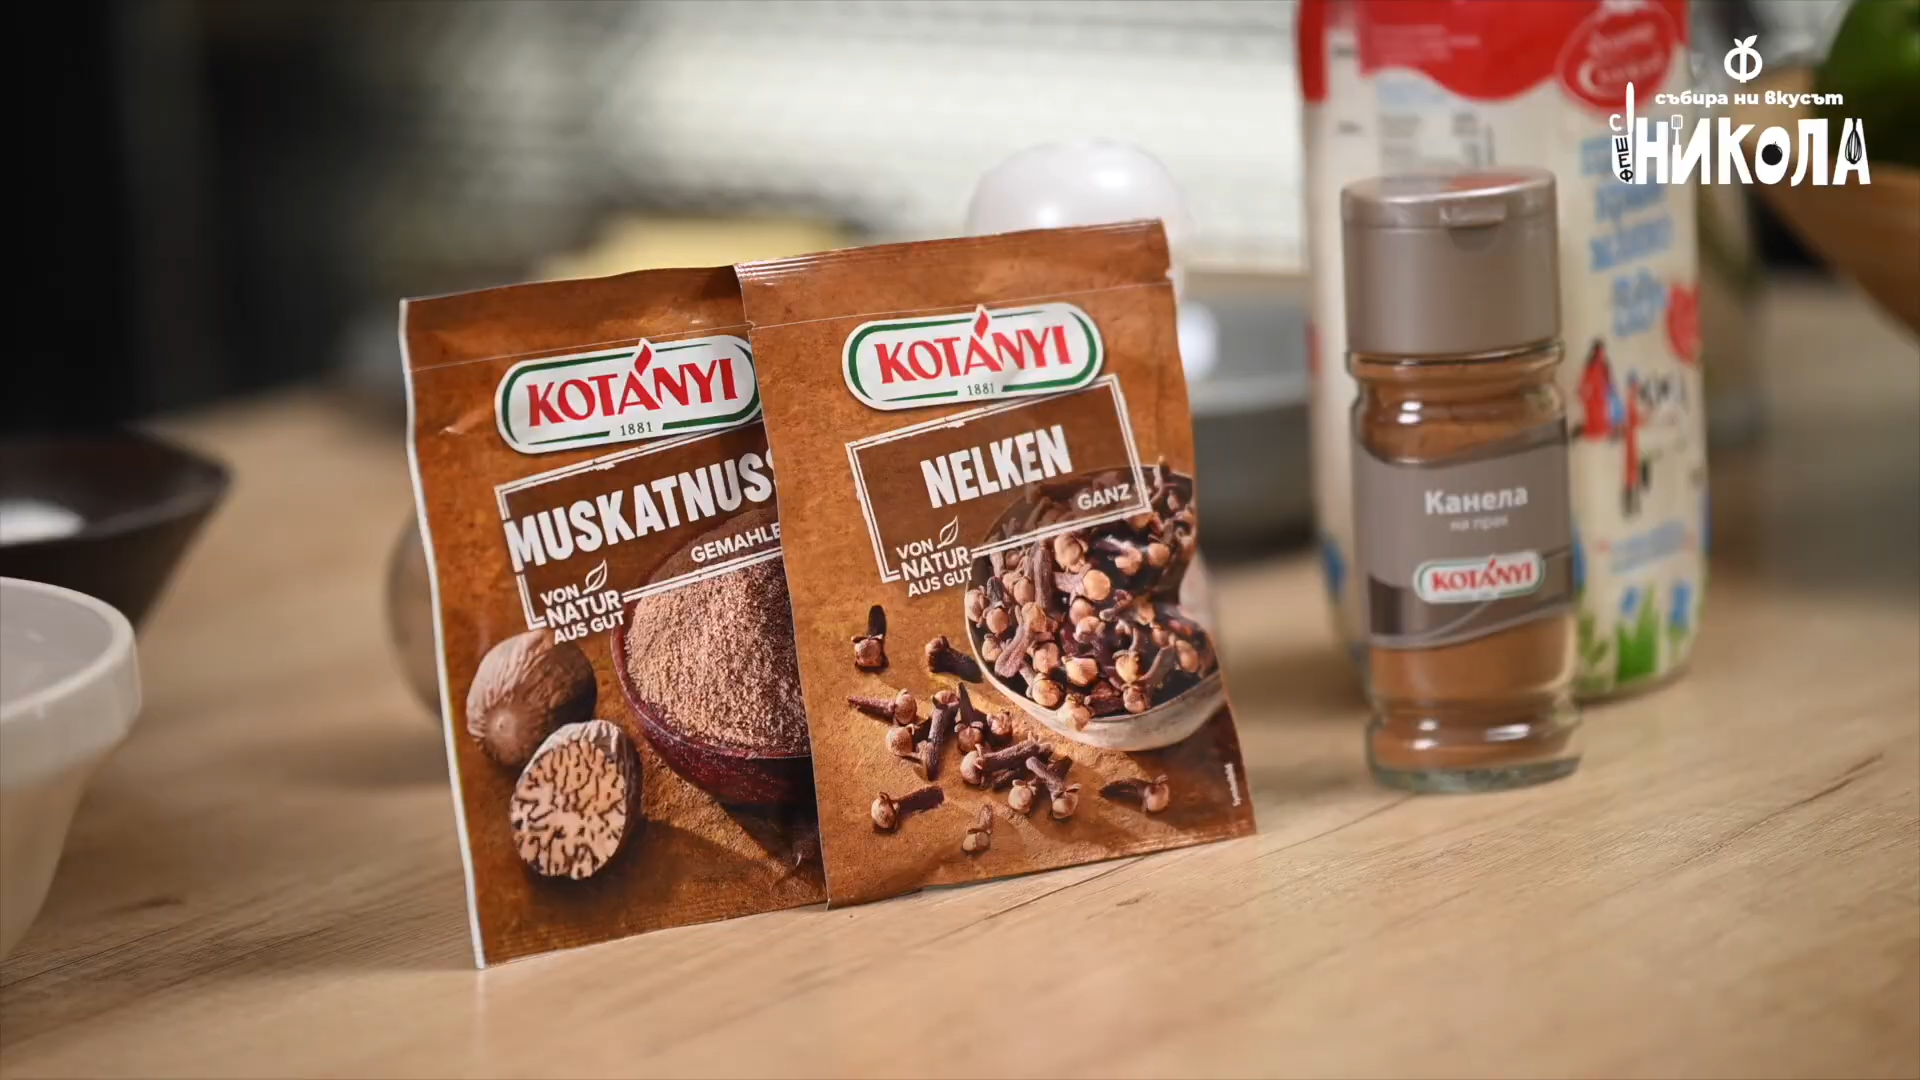 Ф
събира ни вкусът
с ШЕФ НИКОЛА
KOTÁNYI
1881
MUSKATNUSS
GEMAHLE
VON
NATUR
AUS GUT
KOTÁNYI
1881
NELKEN
GANZ
VON
NATUR
AUS GUT
Канела
на прах
KOTÁNYI